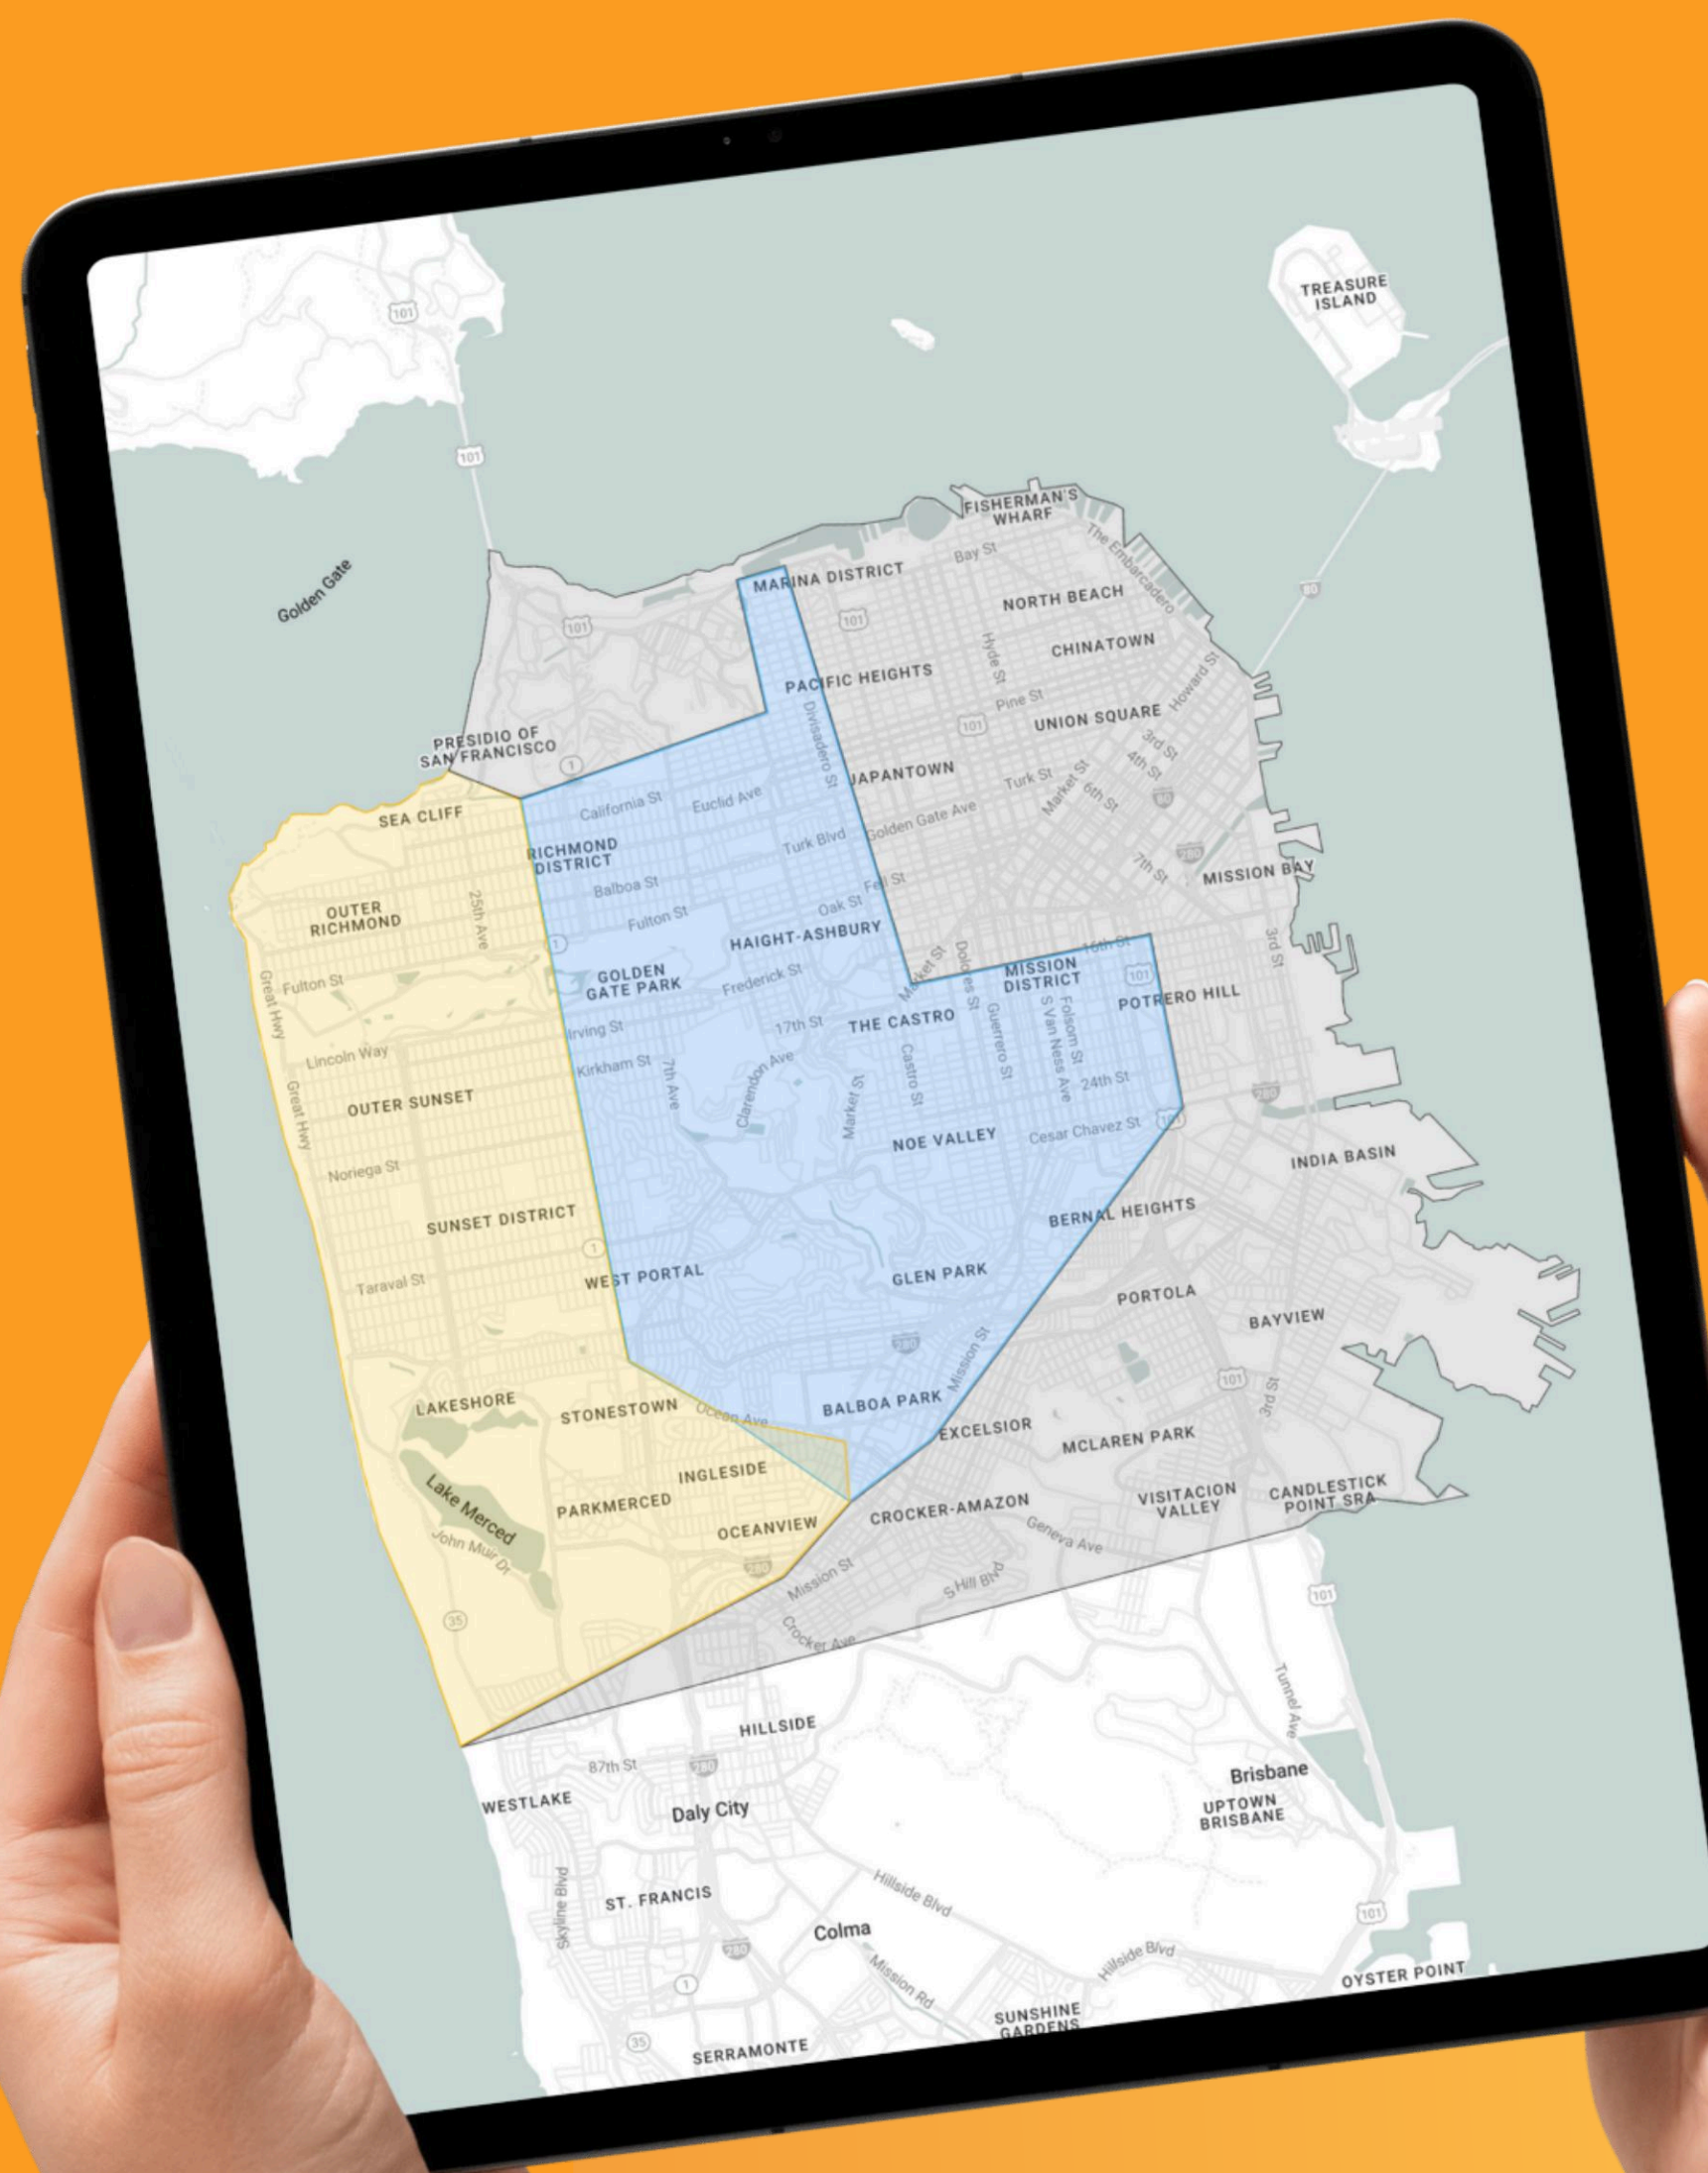 101
TREASURE
ISLAND
101
Golden Gate
80
FISHERMAN'S
WHARF
The Embarcadero
Bay St
MARINA DISTRICT
101
101
NORTH BEACH
Hyde St
CHINATOWN
PACIFIC HEIGHTS
Howard St
Pine St
101
UNION SQUARE
Divisadero St
PRESIDIO OF
SAN FRANCISCO
1
3rd St
4th St
JAPANTOWN
Turk St
Market St
6th St
80
SEA CLIFF
California St
Euclid Ave
Golden Gate Ave
RICHMOND
DISTRICT
Turk Blvd
280
7th St
MISSION BAY
Balboa St
Fell St
25th Ave
OUTER
RICHMOND
Fulton St
Oak St
HAIGHT-ASHBURY
1
16th St
3rd St
Market St
Dolores St
MISSION
DISTRICT
101
GOLDEN
GATE PARK
Frederick St
Fulton St
Great Hwy
POTRERO HILL
Irving St
17th St
THE CASTRO
Guerrero St
S Van Ness Ave
Folsom St
Lincoln Way
Kirkham St
7th Ave
Clarendon Ave
Market St
Castro St
24th St
280
Great Hwy
OUTER SUNSET
NOE VALLEY
Cesar Chavez St
101
INDIA BASIN
Noriega St
SUNSET DISTRICT
BERNAL HEIGHTS
1
Taraval St
WEST PORTAL
GLEN PARK
PORTOLA
BAYVIEW
280
Mission St
101
3rd St
LAKESHORE
STONESTOWN
Ocean Ave
BALBOA PARK
EXCELSIOR
MCLAREN PARK
INGLESIDE
Lake Merced
PARKMERCED
VISITACION
VALLEY
CANDLESTICK
POINT SRA
OCEANVIEW
CROCKER-AMAZON
Geneva Ave
John Muir Dr
280
Mission St
S Hill Blvd
101
35
Crocker Ave
Tunnel Ave
HILLSIDE
87th St
280
Brisbane
WESTLAKE
Daly City
UPTOWN
BRISBANE
Skyline Blvd
ST. FRANCIS
Hillside Blvd
101
Colma
280
Hillside Blvd
1
Mission Rd
OYSTER POINT
SUNSHINE
GARDENS
35
SERRAMONTE